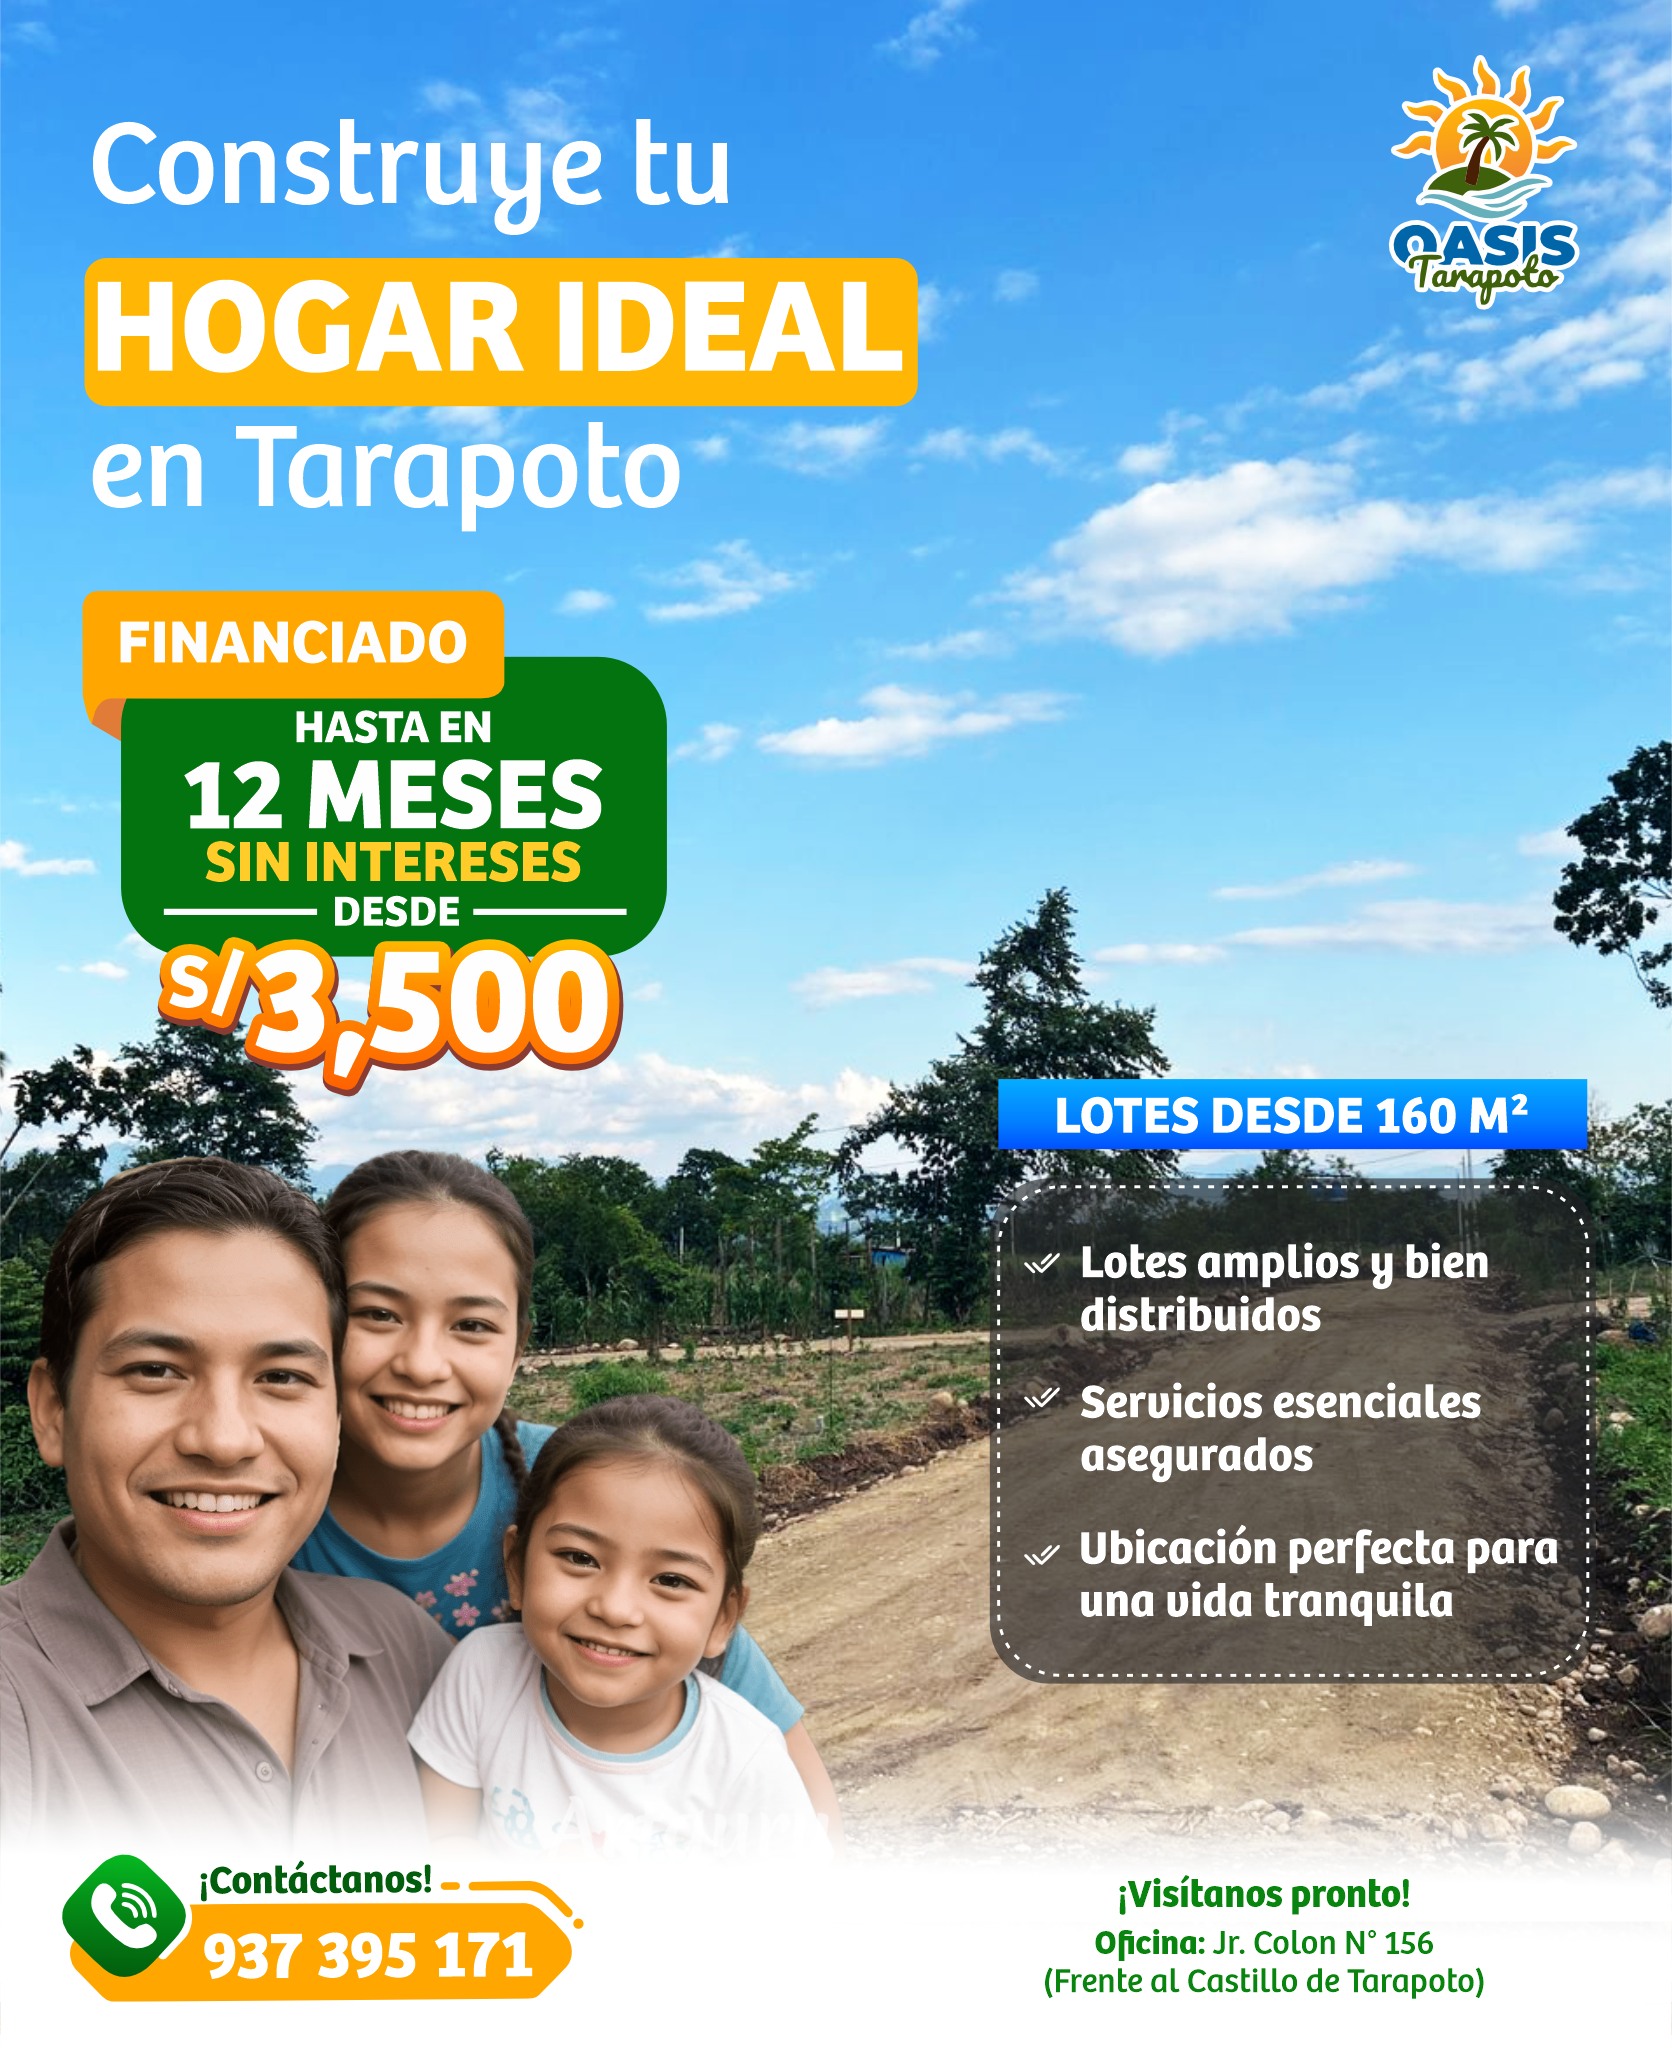 Construye tu
HOGAR IDEAL
en Tarapoto
OASIS
Tarapoto
FINANCIADO
HASTA EN
12 MESES
SIN INTERESES
DESDE
S/3,500
LOTES DESDE 160 M²
Lotes amplios y bien
distribuidos
Servicios esenciales
asegurados
Ubicación perfecta para
una vida tranquila
¡Contáctanos!
937 395 171
¡Visítanos pronto!
Oficina: Jr. Colon N° 156
(Frente al Castillo de Tarapoto)